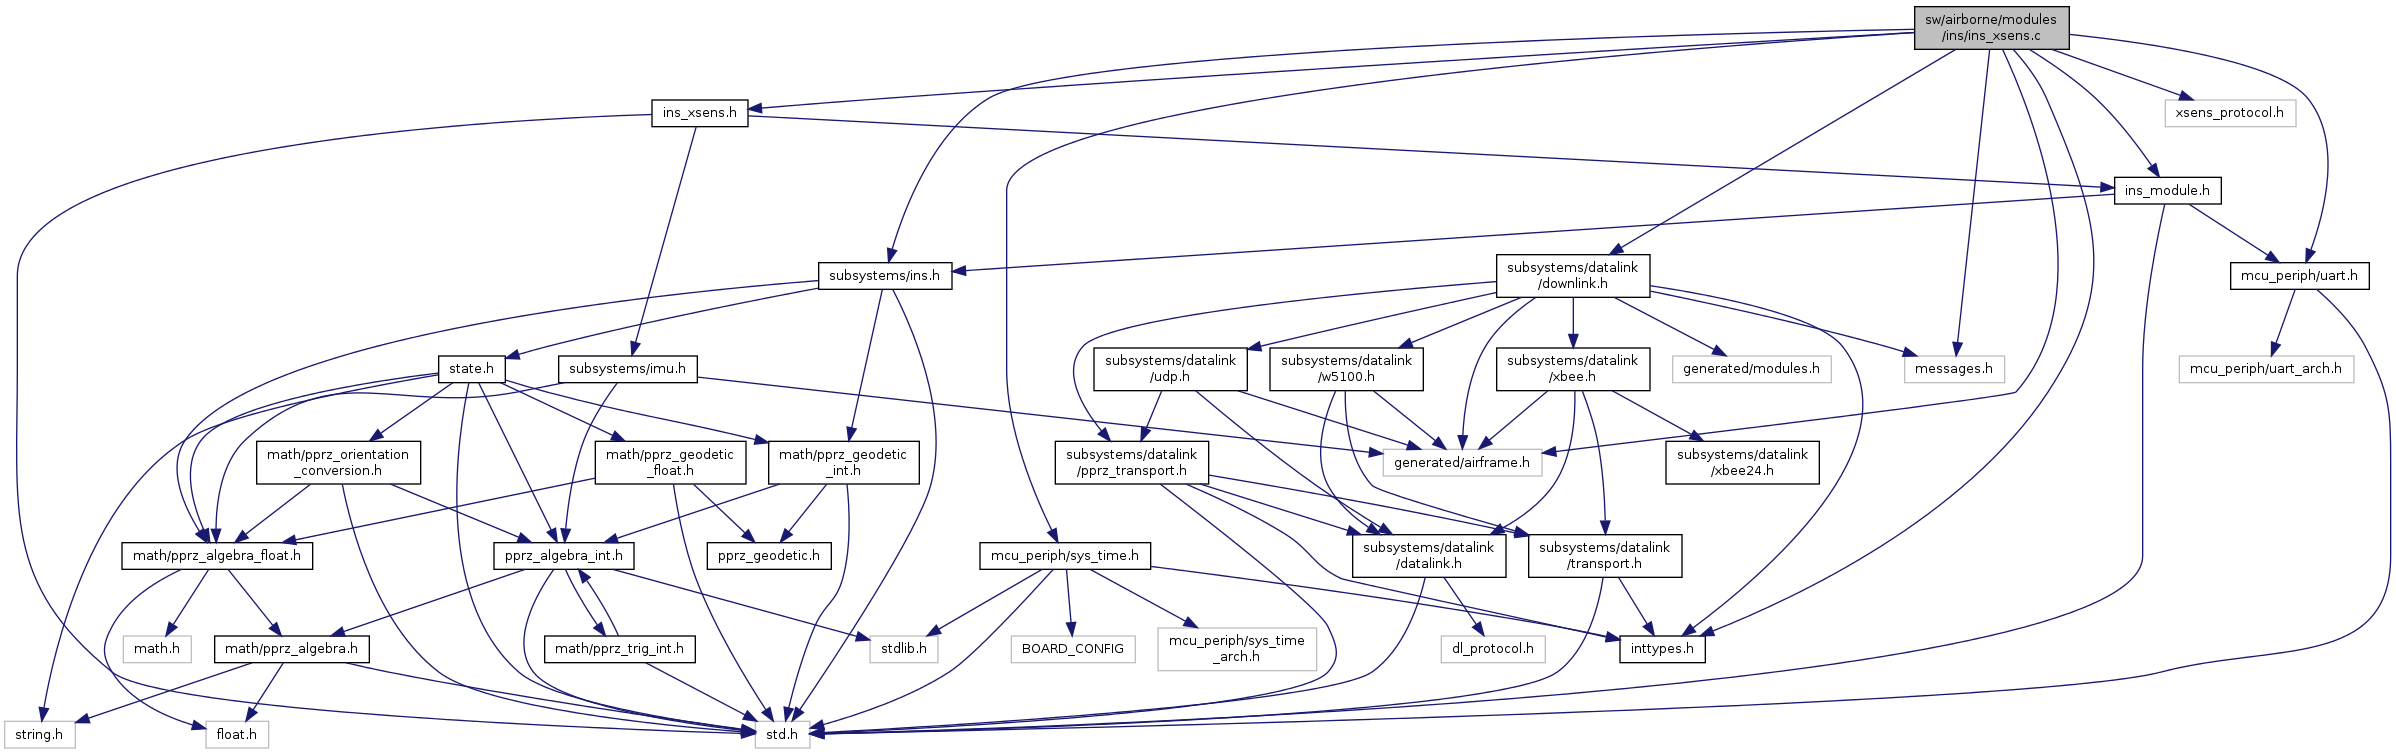 sw/airborne/modules
/ins/ins_xsens.c
ins_xsens.h
xsens_protocol.h
ins_module.h
subsystems/ins.h
subsystems/datalink
/downlink.h
mcu_periph/uart.h
state.h
subsystems/imu.h
subsystems/datalink
/udp.h
subsystems/datalink
/w5100.h
subsystems/datalink
/xbee.h
generated/modules.h
messages.h
mcu_periph/uart_arch.h
math/pprz_orientation
_conversion.h
math/pprz_geodetic
_float.h
math/pprz_geodetic
_int.h
subsystems/datalink
/pprz_transport.h
generated/airframe.h
subsystems/datalink
/xbee24.h
math/pprz_algebra_float.h
pprz_algebra_int.h
pprz_geodetic.h
mcu_periph/sys_time.h
subsystems/datalink
/datalink.h
subsystems/datalink
/transport.h
math.h
math/pprz_algebra.h
math/pprz_trig_int.h
stdlib.h
BOARD_CONFIG
mcu_periph/sys_time
_arch.h
dl_protocol.h
inttypes.h
string.h
float.h
std.h